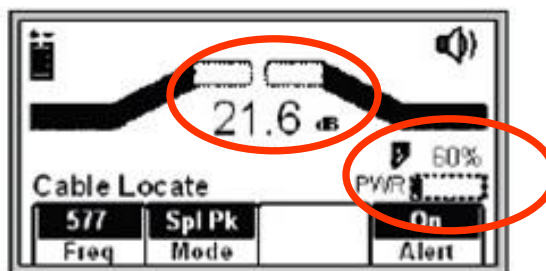 21.6 dB
60%
Cable Locate PWR
577 Spl Pk On
Freq Mode Alert